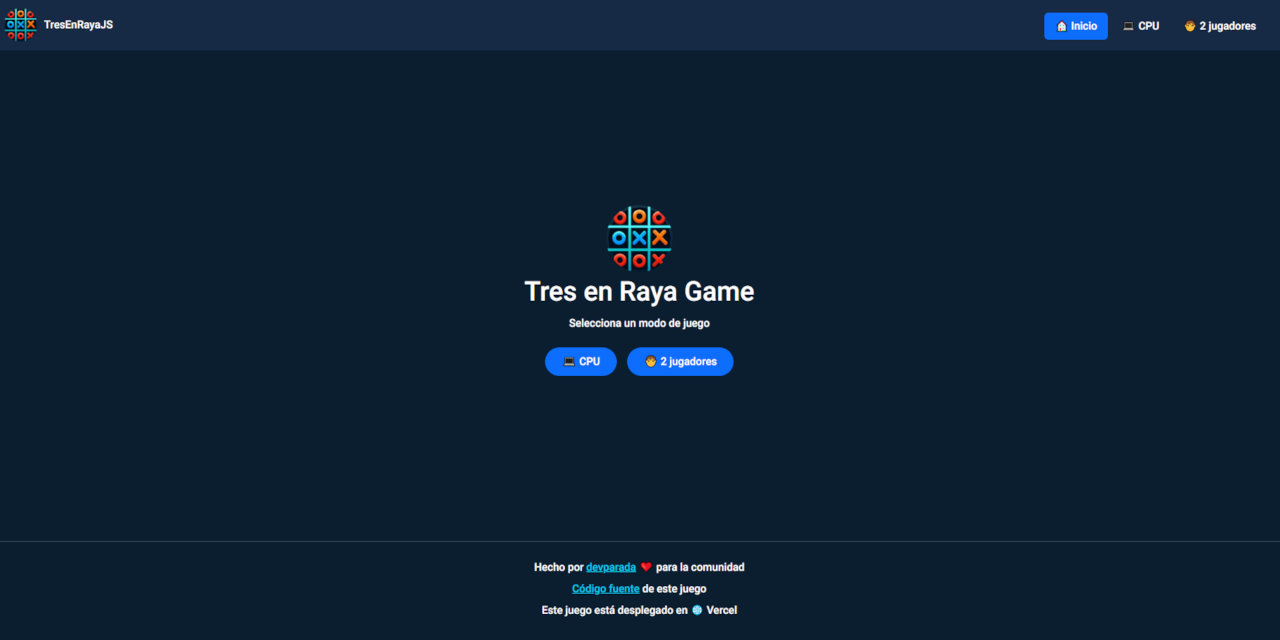 TresEnRayaJS
🏠 Inicio
💻 CPU
🧑 2 jugadores
Tres en Raya Game
Selecciona un modo de juego
💻 CPU
🧑 2 jugadores
Hecho por devparada ❤️ para la comunidad
Código fuente de este juego
Este juego está desplegado en 🌐 Vercel